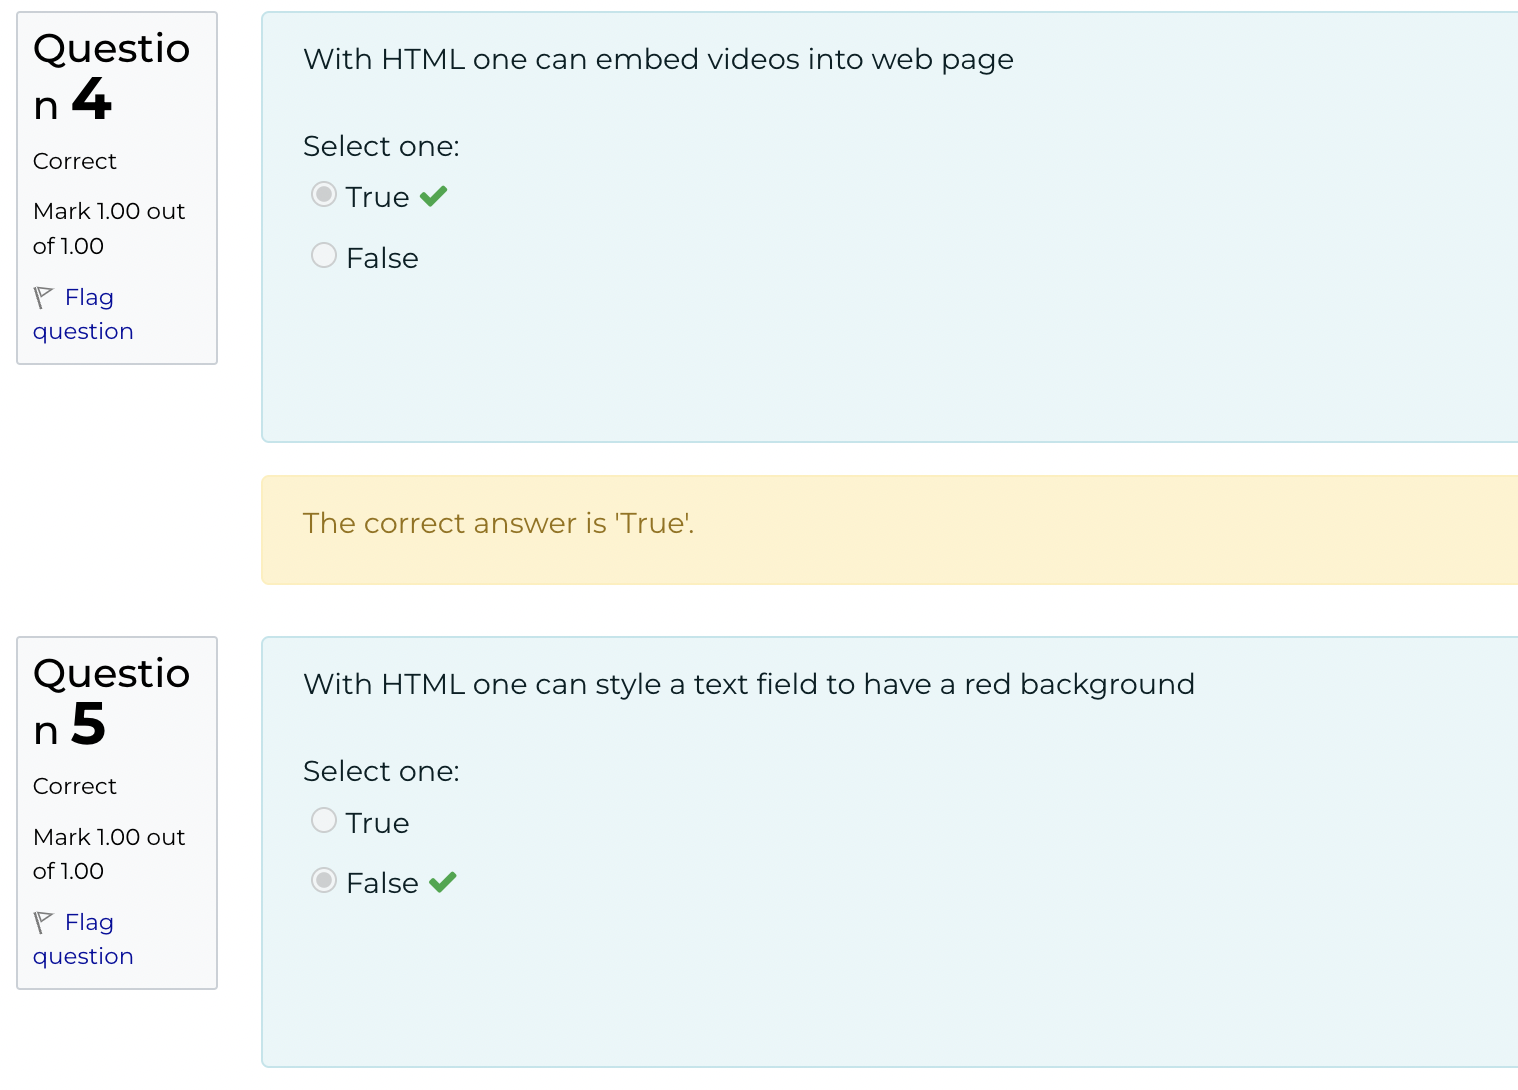 Questio
n 4
Correct
Mark 1.00 out
of 1.00
Flag
question
With HTML one can embed videos into web page
Select one:
True
False
The correct answer is 'True'.
Questio
n 5
Correct
Mark 1.00 out
of 1.00
Flag
question
With HTML one can style a text field to have a red background
Select one:
True
False